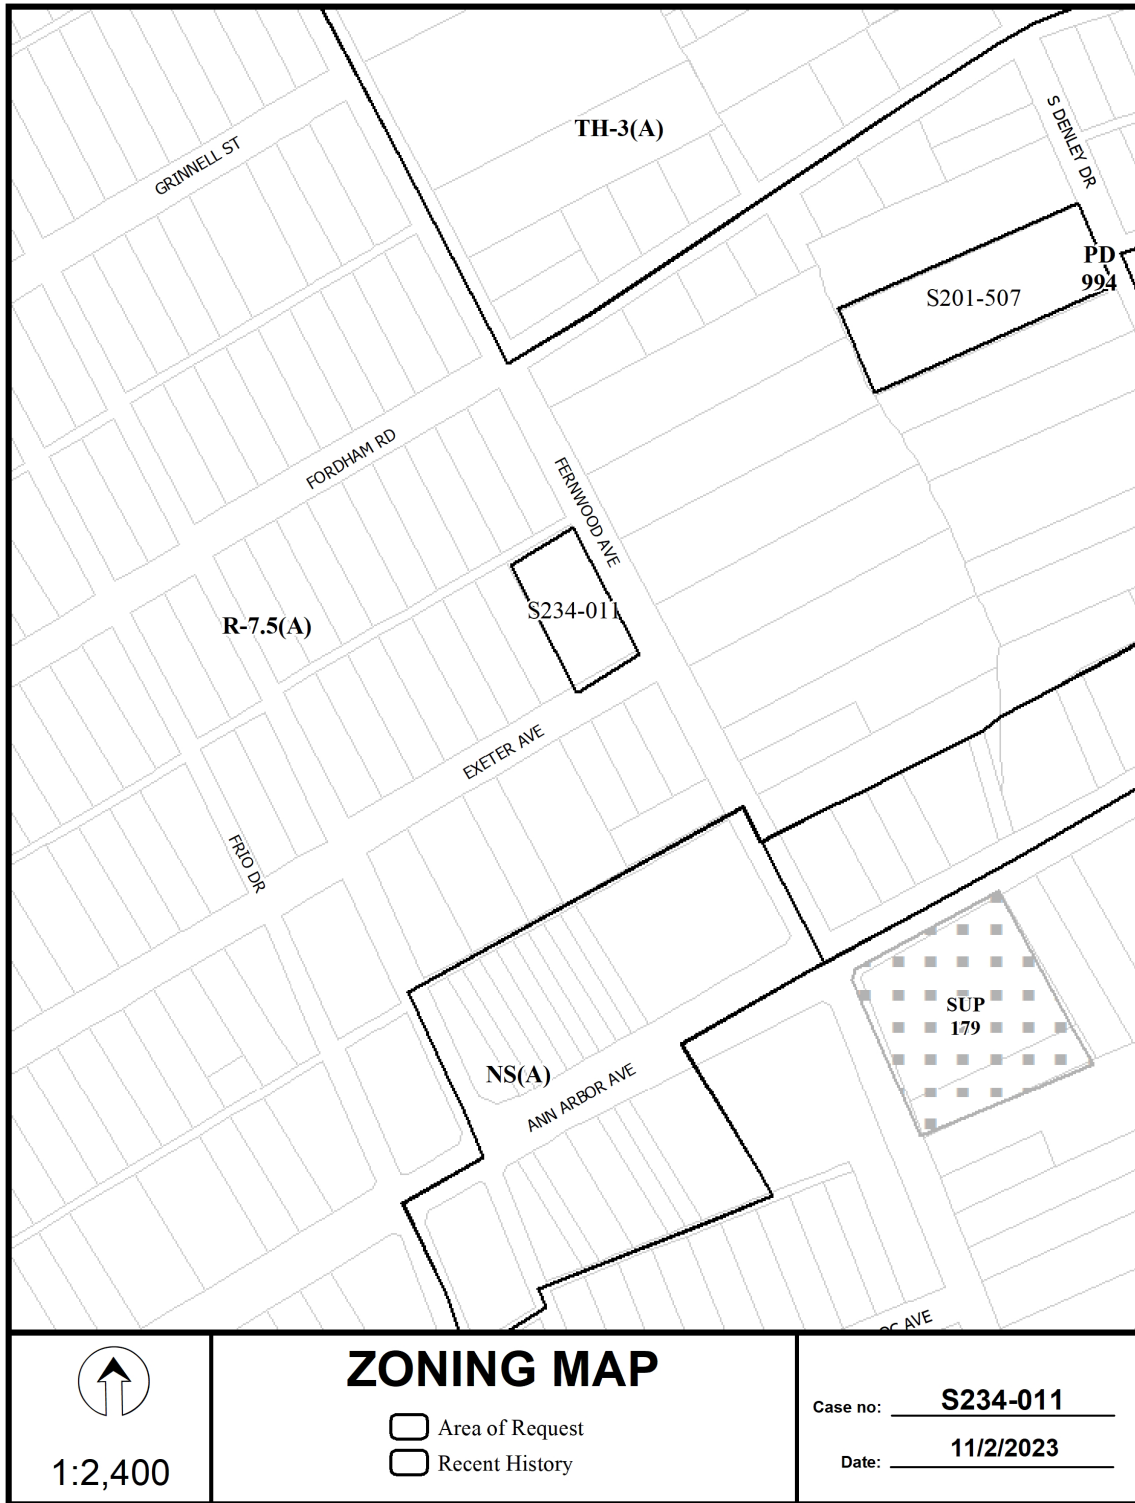 GRINNELL ST
TH-3(A)
S DENLEY DR
PD
994
S201-507
FORDHAM RD
FERNWOOD AVE
S234-011
R-7.5(A)
EXETER AVE
FRIO DR
SUP
179
NS(A)
ANN ARBOR AVE
AVE
ZONING MAP
Area of Request
Recent History
1:2,400
Case no: S234-011
Date: 11/2/2023